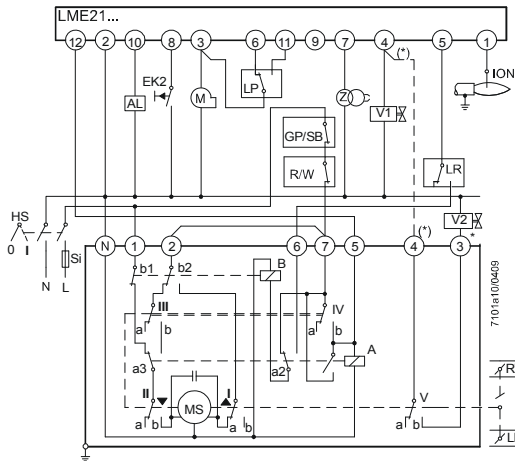 LME21...
12 2 10 8 3 6 11 9 7 4 (*) 5 1
ION
EK2
AL
M
LP
Z
V1
GP/SB
R/W
LR
HS
0 I
Si
N L
V2
*
N 1 2 6 7 5 4 (*) 3
b1 b2
B
III
a b
IV
a b
A
a3
a2
II
I
MS
a b
a b
V
a b
7101a10/0409